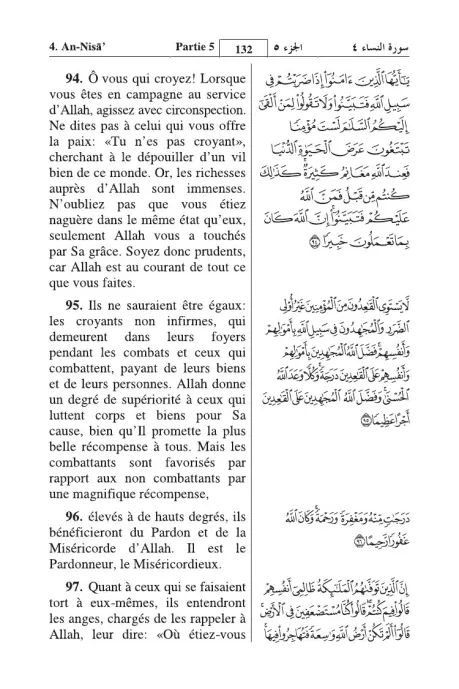 4. An-Nisā’ Partie 5 132 الجزء ٥ سورة النساء ٤
94. Ô vous qui croyez! Lorsque
vous êtes en campagne au service
d’Allah, agissez avec circonspection.
Ne dites pas à celui qui vous offre
la paix: «Tu n’es pas croyant»,
cherchant à le dépouiller d’un vil
bien de ce monde. Or, les richesses
auprès d’Allah sont immenses.
N’oubliez pas que vous étiez
naguère dans le même état qu’eux,
seulement Allah vous a touchés
par Sa grâce. Soyez donc prudents,
car Allah est au courant de tout ce
que vous faites.
95. Ils ne sauraient être égaux:
les croyants non infirmes, qui
demeurent dans leurs foyers
pendant les combats et ceux qui
combattent, payant de leurs biens
et de leurs personnes. Allah donne
un degré de supériorité à ceux qui
luttent corps et biens pour Sa
cause, bien qu’Il promette la plus
belle récompense à tous. Mais les
combattants sont favorisés par
rapport aux non combattants par
une magnifique récompense,
96. élevés à de hauts degrés, ils
bénéficieront du Pardon et de la
Miséricorde d’Allah. Il est le
Pardonneur, le Miséricordieux.
97. Quant à ceux qui se faisaient
tort à eux-mêmes, ils entendront
les anges, chargés de les rappeler à
Allah, leur dire: «Où étiez-vous
يَٰٓأَيُّهَا ٱلَّذِينَ ءَامَنُوٓا۟ إِذَا ضَرَبْتُمْ فِى
سَبِيلِ ٱللَّهِ فَتَبَيَّنُوا۟ وَلَا تَقُولُوا۟ لِمَنْ أَلْقَىٰٓ
إِلَيْكُمُ ٱلسَّلَٰمَ لَسْتَ مُؤْمِنًا
تَبْتَغُونَ عَرَضَ ٱلْحَيَوٰةِ ٱلدُّنْيَا
فَعِندَ ٱللَّهِ مَغَانِمُ كَثِيرَةٌ ۚ كَذَٰلِكَ
كُنتُم مِّن قَبْلُ فَمَنَّ ٱللَّهُ
عَلَيْكُمْ فَتَبَيَّنُوٓا۟ ۚ إِنَّ ٱللَّهَ كَانَ
بِمَا تَعْمَلُونَ خَبِيرًا ٩٤
لَّا يَسْتَوِى ٱلْقَٰعِدُونَ مِنَ ٱلْمُؤْمِنِينَ غَيْرُ أُو۟لِى
ٱلضَّرَرِ وَٱلْمُجَٰهِدُونَ فِى سَبِيلِ ٱللَّهِ بِأَمْوَٰلِهِمْ
وَأَنفُسِهِمْ ۚ فَضَّلَ ٱللَّهُ ٱلْمُجَٰهِدِينَ بِأَمْوَٰلِهِمْ
وَأَنفُسِهِمْ عَلَى ٱلْقَٰعِدِينَ دَرَجَةً ۚ وَكُلًّا وَعَدَ ٱللَّهُ
ٱلْحُسْنَىٰ ۚ وَفَضَّلَ ٱللَّهُ ٱلْمُجَٰهِدِينَ عَلَى ٱلْقَٰعِدِينَ
أَجْرًا عَظِيمًا ٩٥
دَرَجَٰتٍ مِّنْهُ وَمَغْفِرَةً وَرَحْمَةً ۚ وَكَانَ ٱللَّهُ
غَفُورًا رَّحِيمًا ٩٦
إِنَّ ٱلَّذِينَ تَوَفَّىٰهُمُ ٱلْمَلَٰٓئِكَةُ ظَالِمِىٓ أَنفُسِهِمْ
قَالُوا۟ فِيمَ كُنتُمْ ۖ قَالُوا۟ كُنَّا مُسْتَضْعَفِينَ فِى ٱلْأَرْضِ ۚ
قَالُوٓا۟ أَلَمْ تَكُنْ أَرْضُ ٱللَّهِ وَٰسِعَةً فَتُهَاجِرُوا۟ فِيهَا ۚ